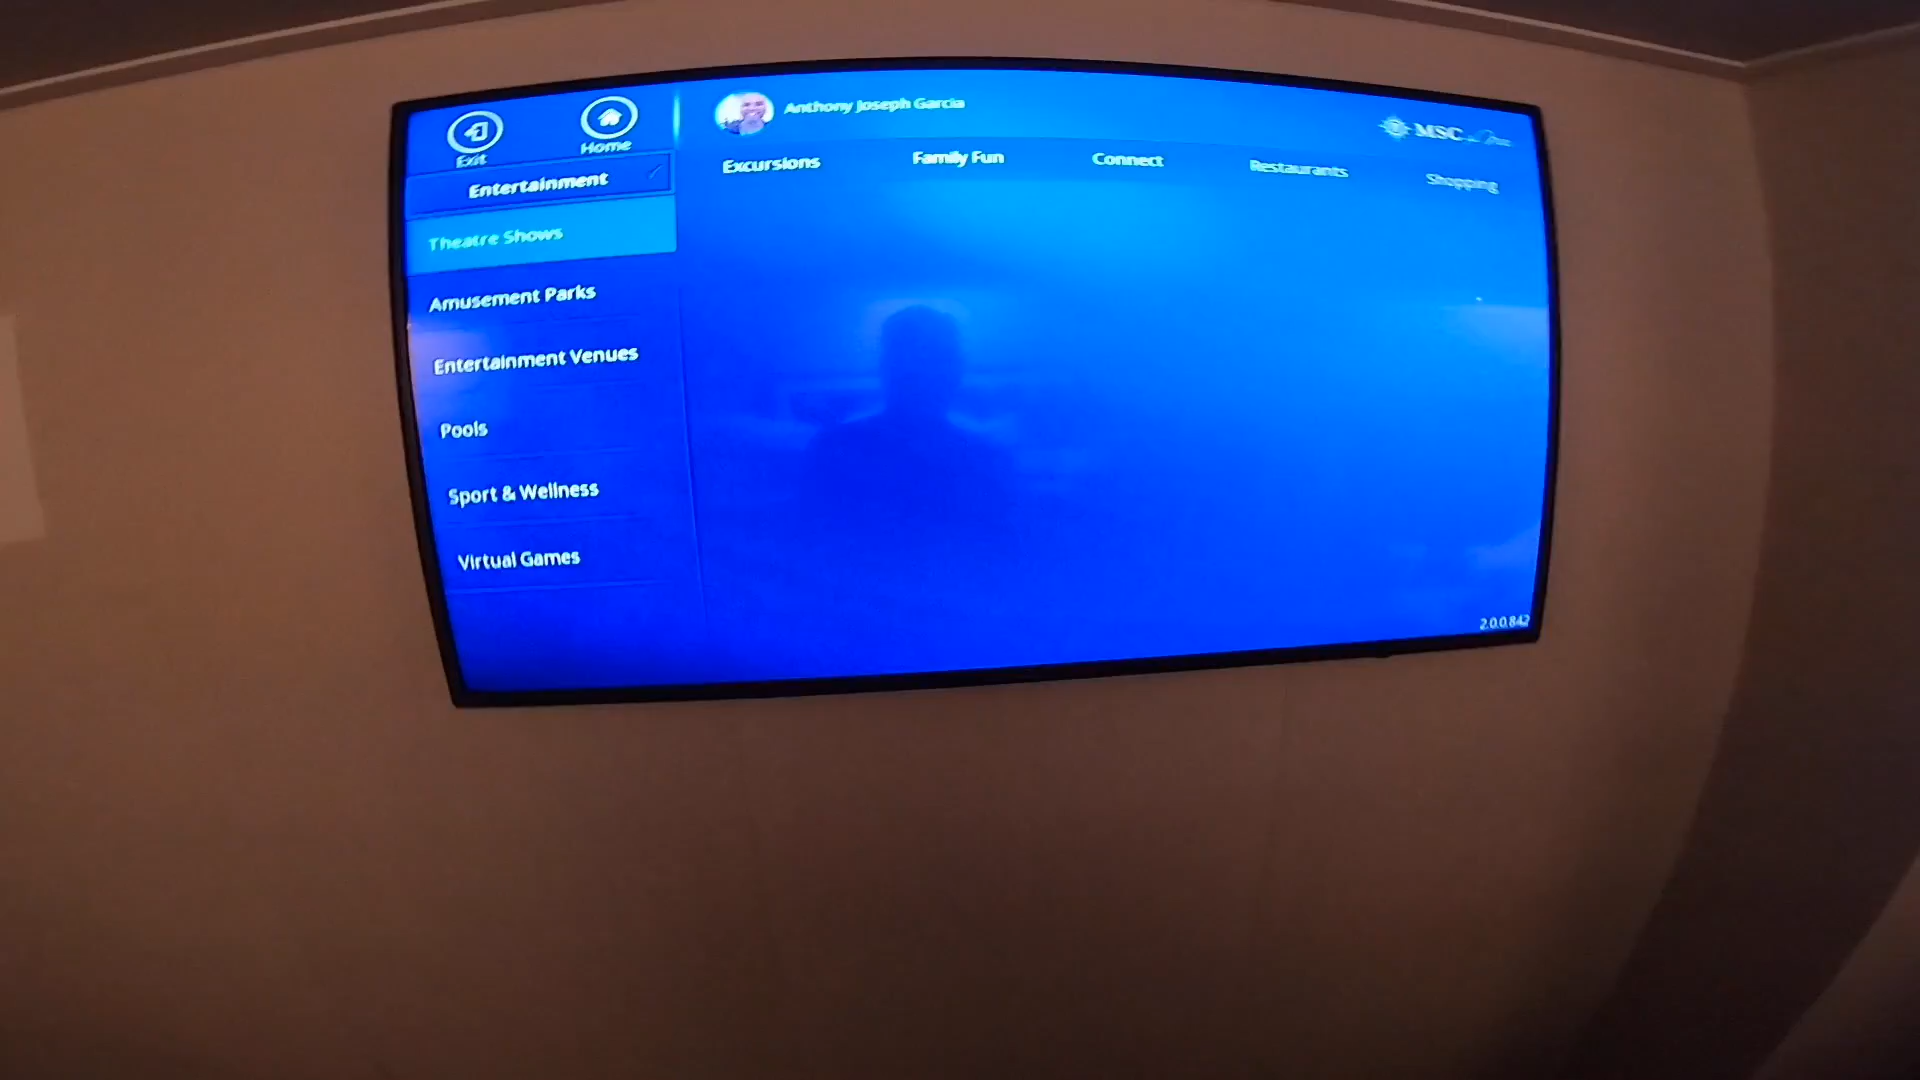 Exit
Home
Anthony Joseph Garcia
MSC
Entertainment
Excursions
Family Fun
Connect
Restaurants
Shopping
Theatre Shows
Amusement Parks
Entertainment Venues
Pools
Sport & Wellness
Virtual Games
2.0.0.842